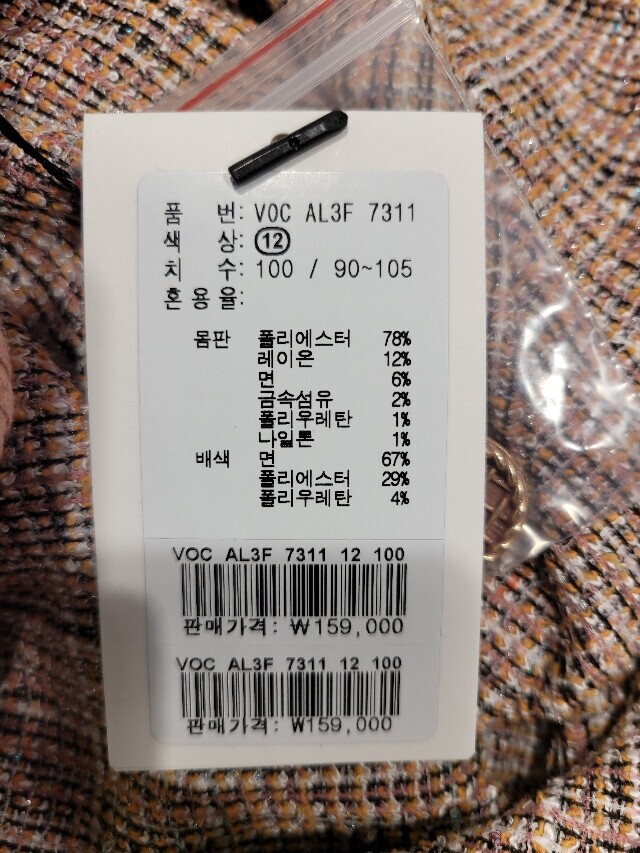 품 번: VOC AL3F 7311
색 상: 12
치 수: 100 / 90~105
혼용율:
몸판 폴리에스터 78%
레이온 12%
면 6%
금속섬유 2%
폴리우레탄 1%
나일론 1%
배색 면 67%
폴리에스터 29%
폴리우레탄 4%
VOC AL3F 7311 12 100
판매가격: ₩159,000
VOC AL3F 7311 12 100
판매가격: ₩159,000